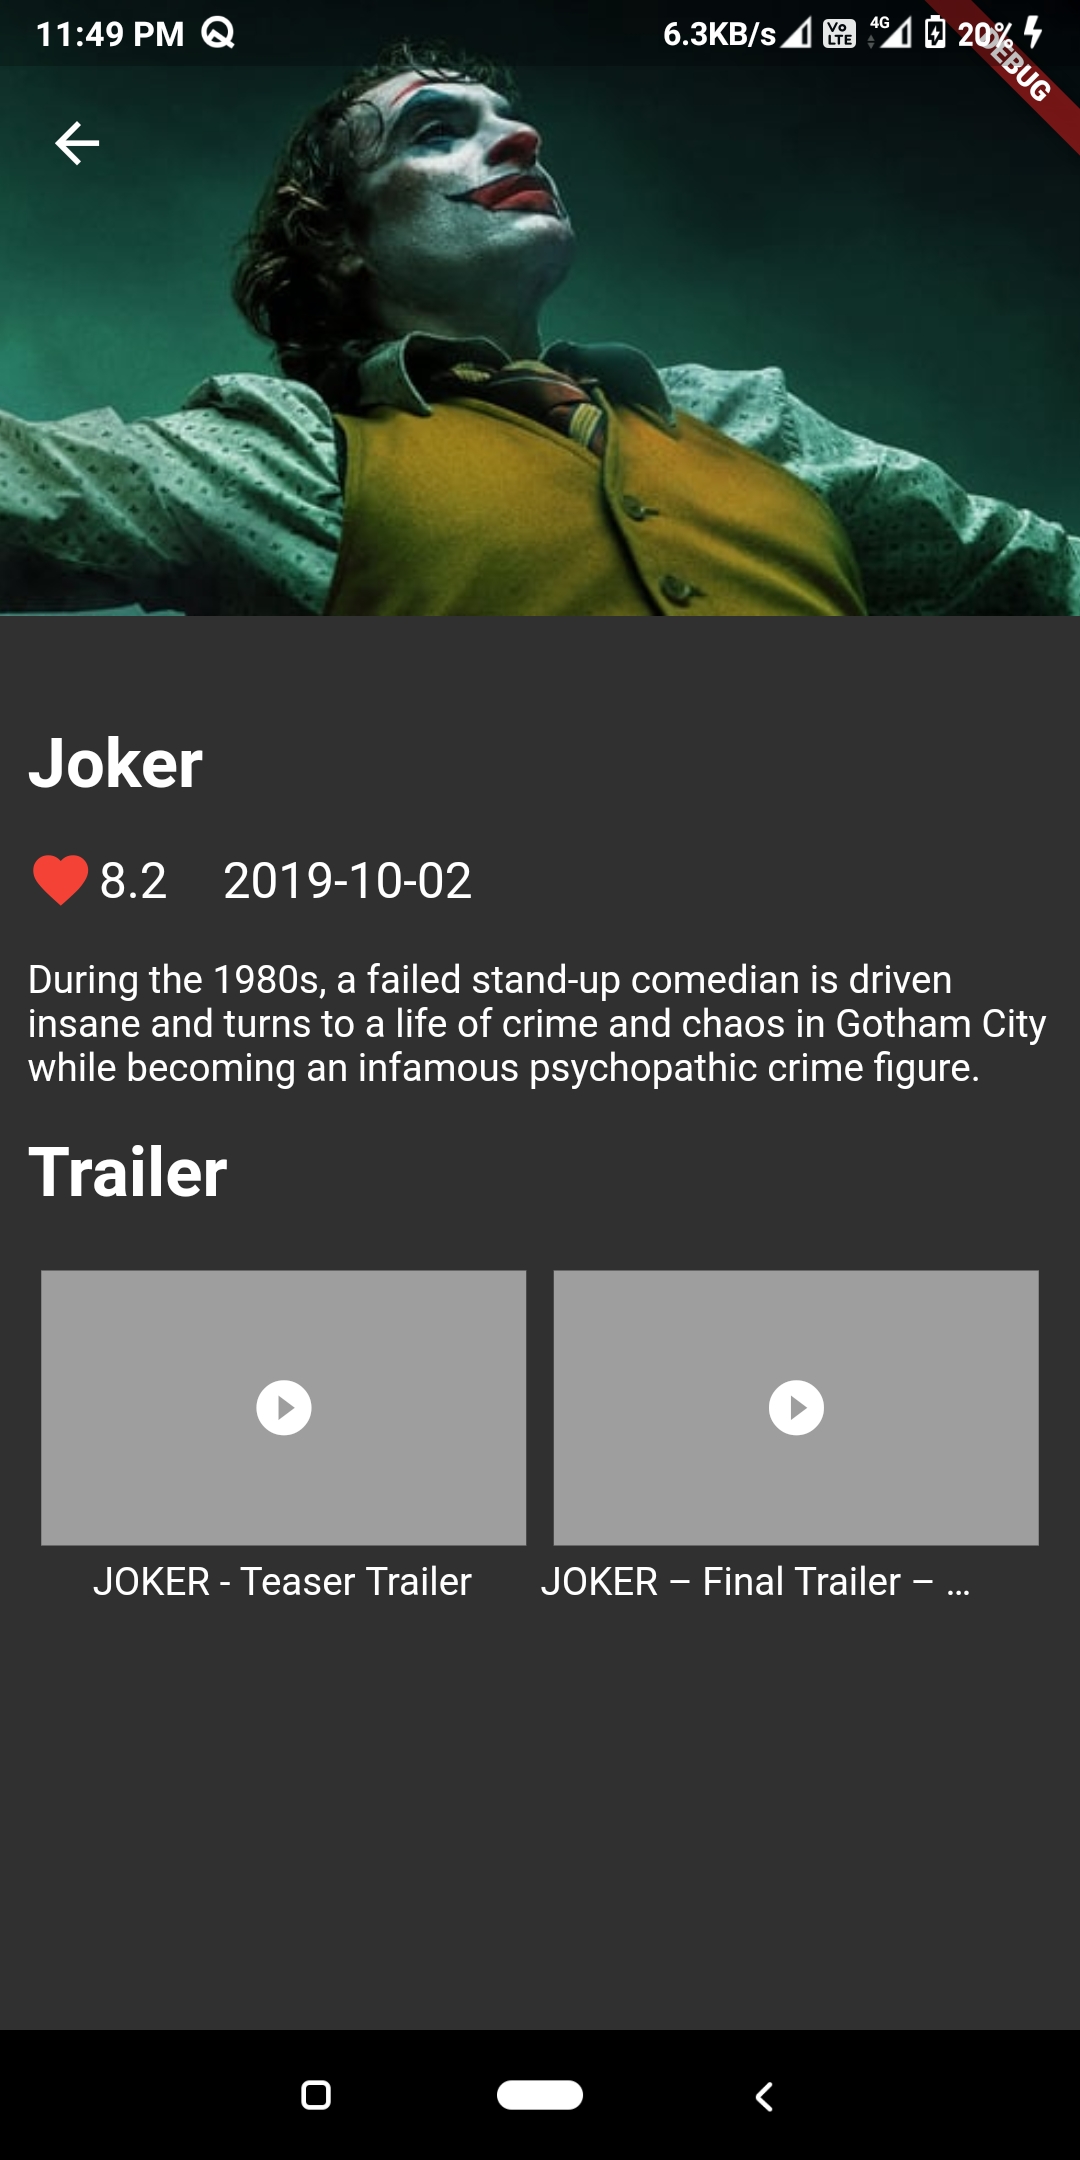 11:49 PM 6.3KB/s Vo LTE 4G 20%
DEBUG
Joker
8.2 2019-10-02
During the 1980s, a failed stand-up comedian is driven
insane and turns to a life of crime and chaos in Gotham City
while becoming an infamous psychopathic crime figure.
Trailer
JOKER - Teaser Trailer
JOKER – Final Trailer – ...